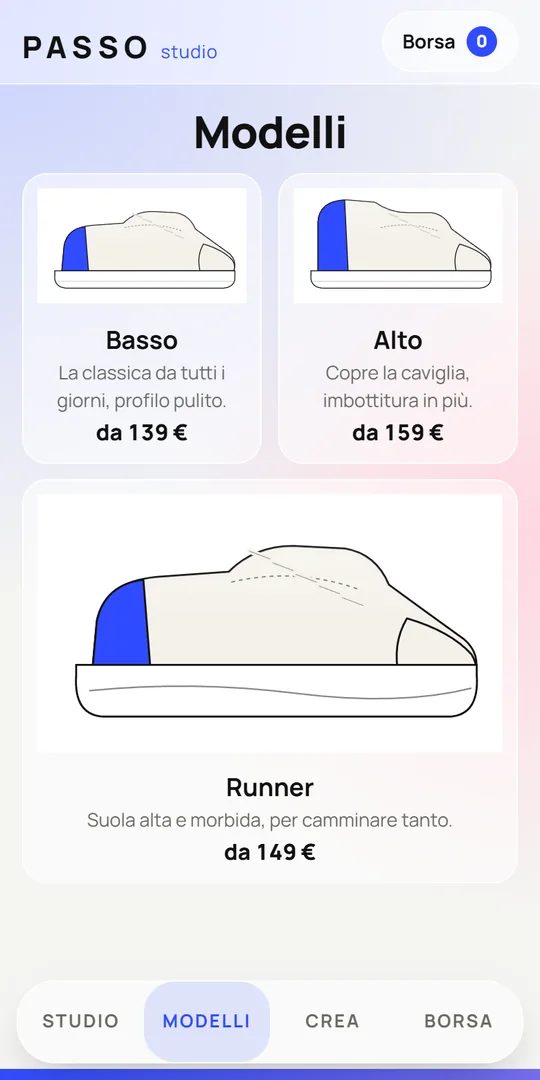 PASSO studio
Borsa 0
Modelli
Basso
La classica da tutti i
giorni, profilo pulito.
da 139 €
Alto
Copre la caviglia,
imbottitura in più.
da 159 €
Runner
Suola alta e morbida, per camminare tanto.
da 149 €
STUDIO
MODELLI
CREA
BORSA